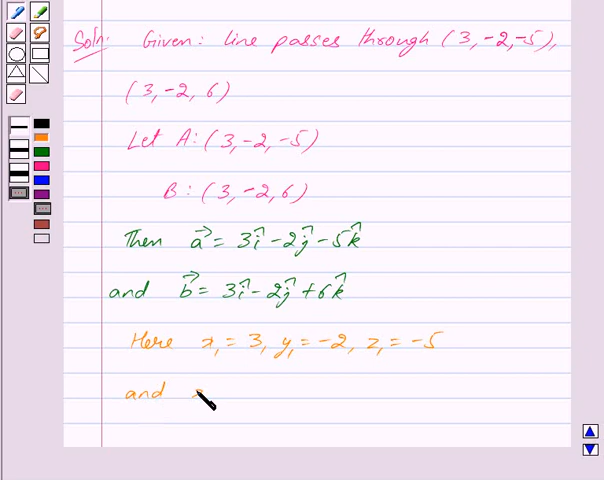 Soln: Given: line passes through (3,-2,-5),
(3,-2, 6)
Let A: (3,-2,-5)
B: (3,-2,6)
Then a⃗ = 3î - 2ĵ - 5k̂
and b⃗ = 3î - 2ĵ + 6k̂
Here x₁ = 3, y₁ = -2, z₁ = -5
and